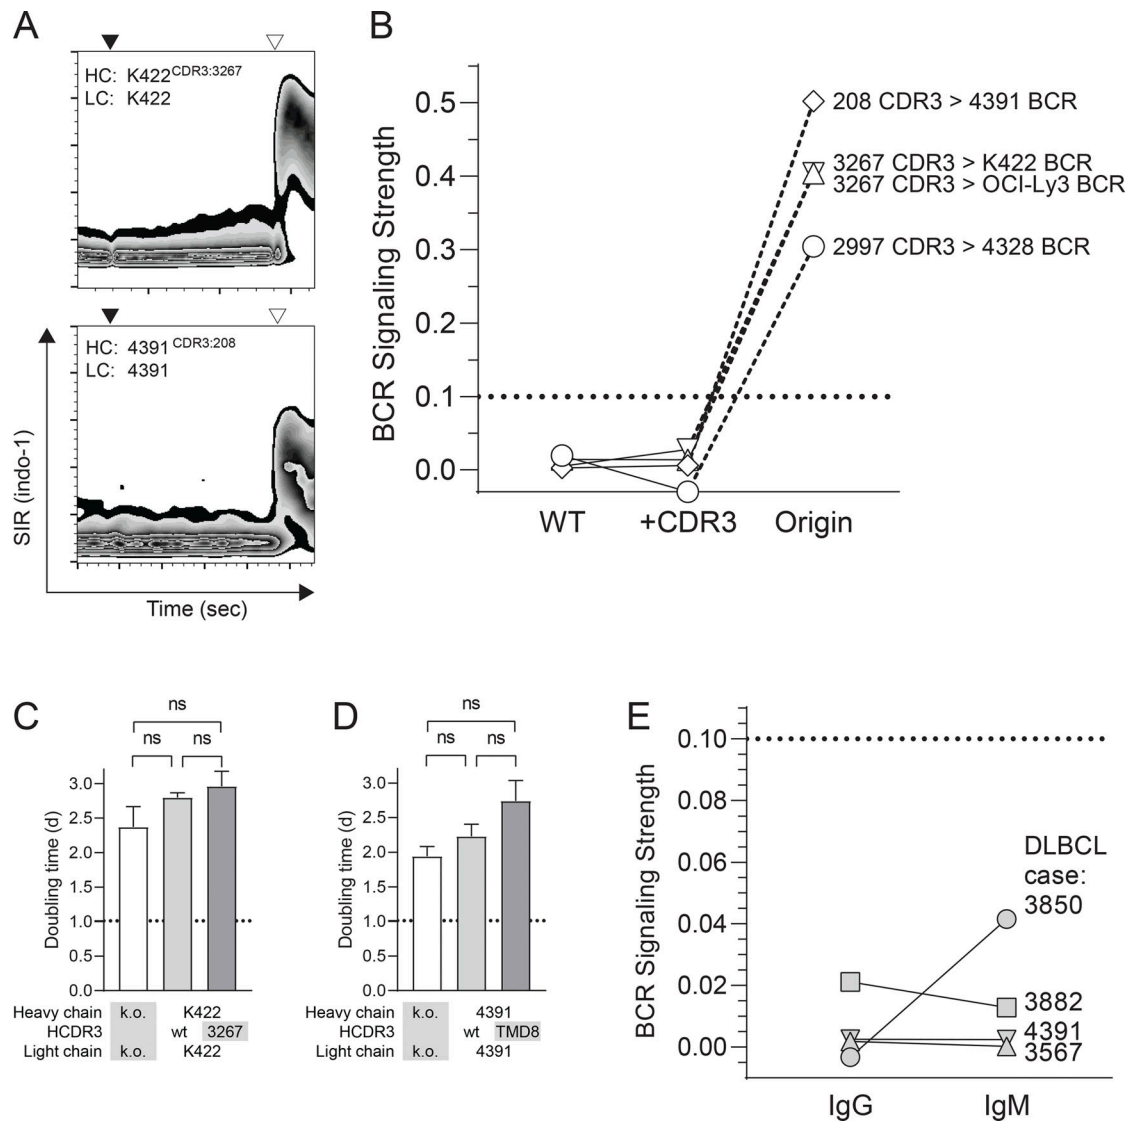 A
HC: K422CDR3:3267
LC: K422
HC: 4391 CDR3:208
LC: 4391
SIR (indo-1)
Time (sec)
B
BCR Signaling Strength
0.5
0.4
0.3
0.2
0.1
0.0
WT
+CDR3
Origin
208 CDR3 > 4391 BCR
3267 CDR3 > K422 BCR
3267 CDR3 > OCI-Ly3 BCR
2997 CDR3 > 4328 BCR
C
ns
ns
ns
Doubling time (d)
3.0
2.5
2.0
1.5
1
0.5
0.0
Heavy chain k.o. K422
HCDR3 wt 3267
Light chain k.o. K422
D
ns
ns
ns
Doubling time (d)
3.0
2.5
2.0
1.5
1
0.5
0.0
Heavy chain k.o. 4391
HCDR3 wt TMD8
Light chain k.o. 4391
E
BCR Signaling Strength
0.10
0.08
0.06
0.04
0.02
0.00
IgG
IgM
DLBCL
case:
3850
3882
4391
3567